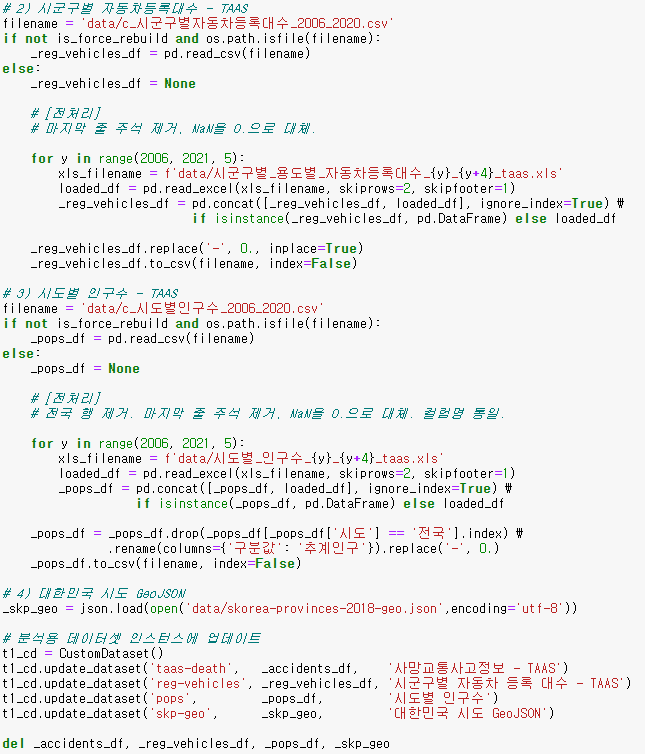 # 2) 시군구별 자동차등록대수 - TAAS
filename = 'data/c_시군구별자동차등록대수_2006_2020.csv'
if not is_force_rebuild and os.path.isfile(filename):
    _reg_vehicles_df = pd.read_csv(filename)
else:
    _reg_vehicles_df = None
    # [전처리]
    # 마지막 줄 주석 제거, NaN을 0.으로 대체.
    for y in range(2006, 2021, 5):
        xls_filename = f'data/시군구별_용도별_자동차등록대수_{y}_{y+4}_taas.xls'
        loaded_df = pd.read_excel(xls_filename, skiprows=2, skipfooter=1)
        _reg_vehicles_df = pd.concat([_reg_vehicles_df, loaded_df], ignore_index=True) ₩
                           if isinstance(_reg_vehicles_df, pd.DataFrame) else loaded_df
    _reg_vehicles_df.replace('-', 0., inplace=True)
    _reg_vehicles_df.to_csv(filename, index=False)
# 3) 시도별 인구수 - TAAS
filename = 'data/c_시도별인구수_2006_2020.csv'
if not is_force_rebuild and os.path.isfile(filename):
    _pops_df = pd.read_csv(filename)
else:
    _pops_df = None
    # [전처리]
    # 전국 행 제거. 마지막 줄 주석 제거, NaN을 0.으로 대체. 컬럼명 통일.
    for y in range(2006, 2021, 5):
        xls_filename = f'data/시도별_인구수_{y}_{y+4}_taas.xls'
        loaded_df = pd.read_excel(xls_filename, skiprows=2, skipfooter=1)
        _pops_df = pd.concat([_pops_df, loaded_df], ignore_index=True) ₩
                   if isinstance(_pops_df, pd.DataFrame) else loaded_df
    _pops_df = _pops_df.drop(_pops_df[_pops_df['시도'] == '전국'].index) ₩
               .rename(columns={'구분값': '추계인구'}).replace('-', 0.)
    _pops_df.to_csv(filename, index=False)
# 4) 대한민국 시도 GeoJSON
_skp_geo = json.load(open('data/skorea-provinces-2018-geo.json',encoding='utf-8'))
# 분석용 데이터셋 인스턴스에 업데이트
t1_cd = CustomDataset()
t1_cd.update_dataset('taas-death',   _accidents_df,    '사망교통사고정보 - TAAS')
t1_cd.update_dataset('reg-vehicles', _reg_vehicles_df, '시군구별 자동차 등록 대수 - TAAS')
t1_cd.update_dataset('pops',         _pops_df,         '시도별 인구수')
t1_cd.update_dataset('skp-geo',      _skp_geo,         '대한민국 시도 GeoJSON')
del _accidents_df, _reg_vehicles_df, _pops_df, _skp_geo